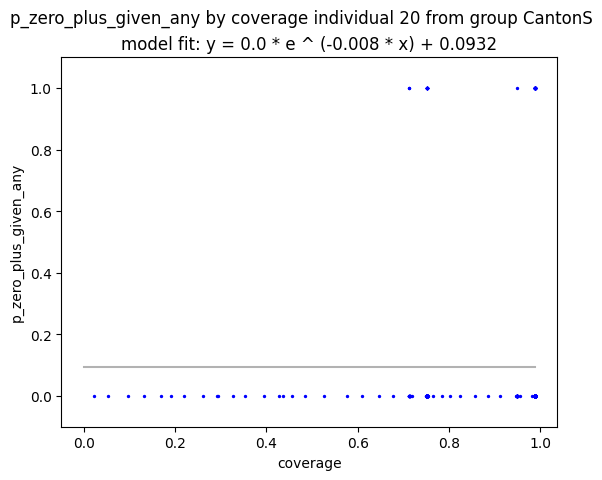 p_zero_plus_given_any by coverage individual 20 from group CantonS
model fit: y = 0.0 * e ^ (-0.008 * x) + 0.0932
1.0
0.8
0.6
0.4
0.2
0.0
p_zero_plus_given_any
0.0 0.2 0.4 0.6 0.8 1.0
coverage